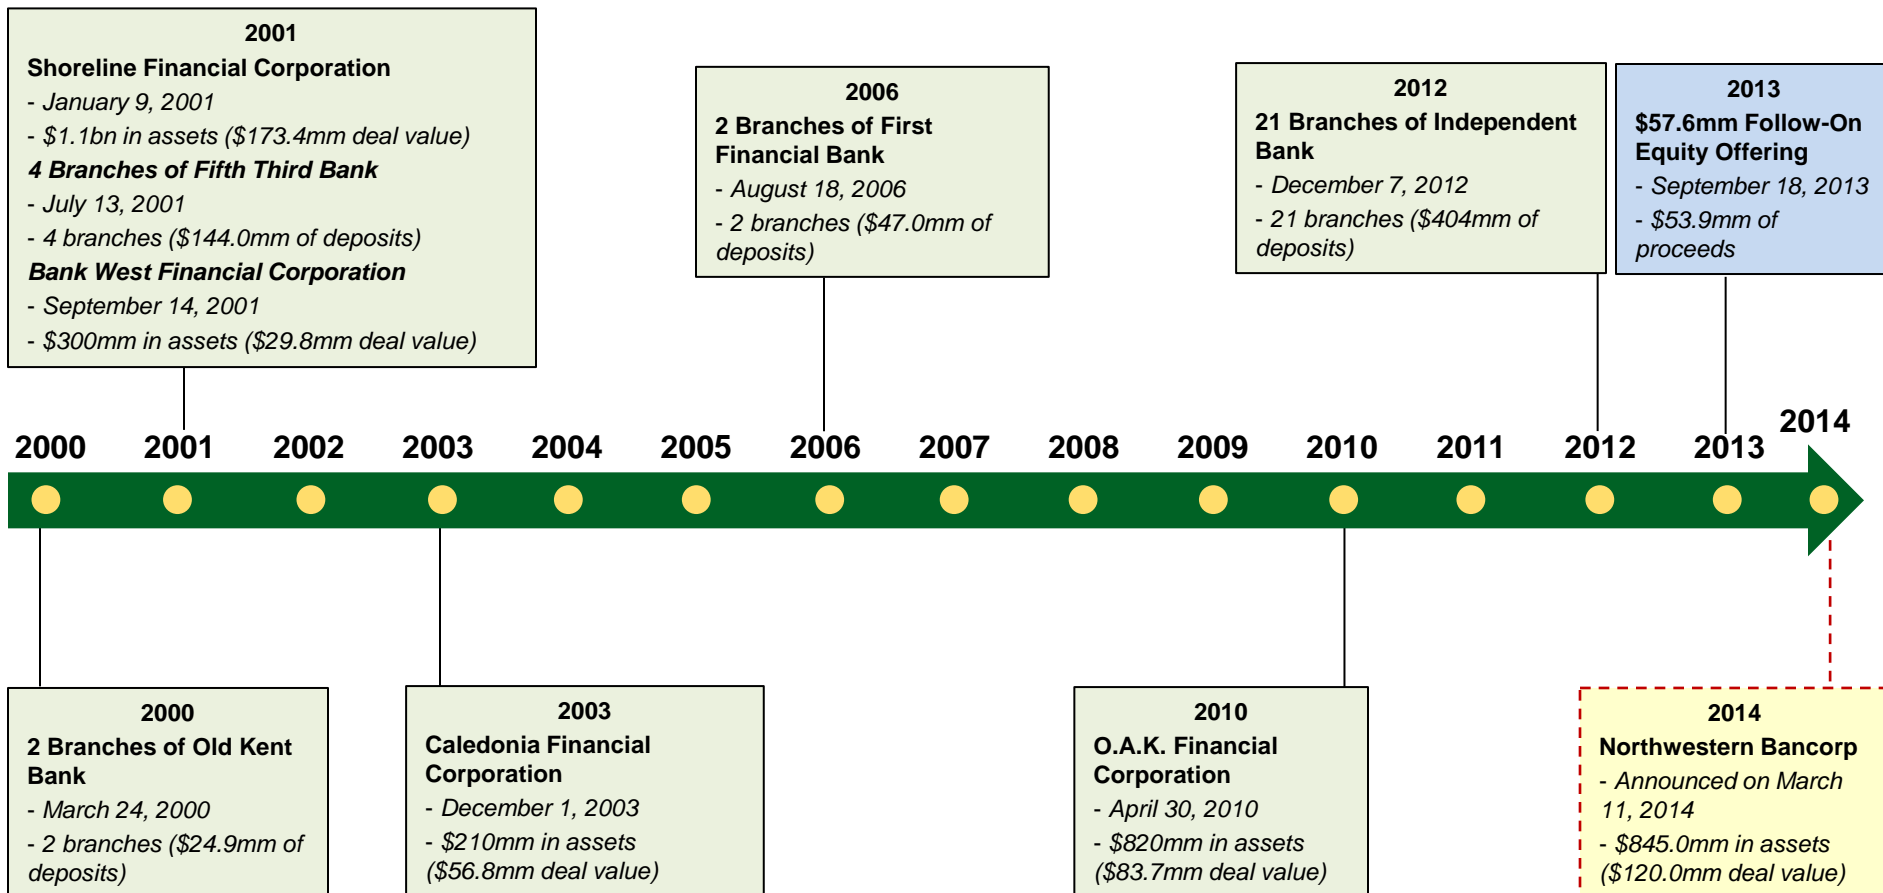 2001
Shoreline Financial Corporation
- January 9, 2001
- $1.1bn in assets ($173.4mm deal value)
4 Branches of Fifth Third Bank
- July 13, 2001
- 4 branches ($144.0mm of deposits)
Bank West Financial Corporation
- September 14, 2001
- $300mm in assets ($29.8mm deal value)
2006
2 Branches of First
Financial Bank
- August 18, 2006
- 2 branches ($47.0mm of
deposits)
2012
21 Branches of Independent
Bank
- December 7, 2012
- 21 branches ($404mm of
deposits)
2013
$57.6mm Follow-On
Equity Offering
- September 18, 2013
- $53.9mm of
proceeds
2000 2001 2002 2003 2004 2005 2006 2007 2008 2009 2010 2011 2012 2013 2014
2000
2 Branches of Old Kent
Bank
- March 24, 2000
- 2 branches ($24.9mm of
deposits)
2003
Caledonia Financial
Corporation
- December 1, 2003
- $210mm in assets
($56.8mm deal value)
2010
O.A.K. Financial
Corporation
- April 30, 2010
- $820mm in assets
($83.7mm deal value)
2014
Northwestern Bancorp
- Announced on March
11, 2014
- $845.0mm in assets
($120.0mm deal value)